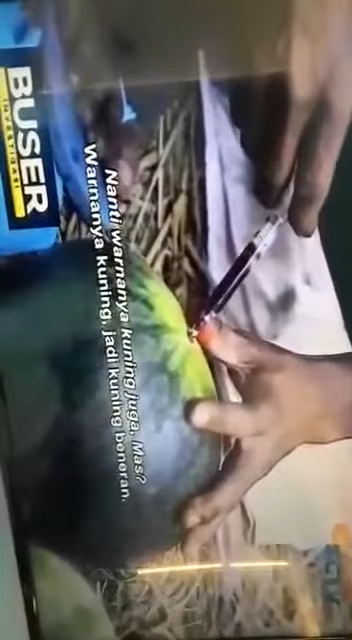 BUSER
INVESTIGASI
Nanti warnanya kuning juga, Mas?
Warnanya kuning, jadi kuning beneran.